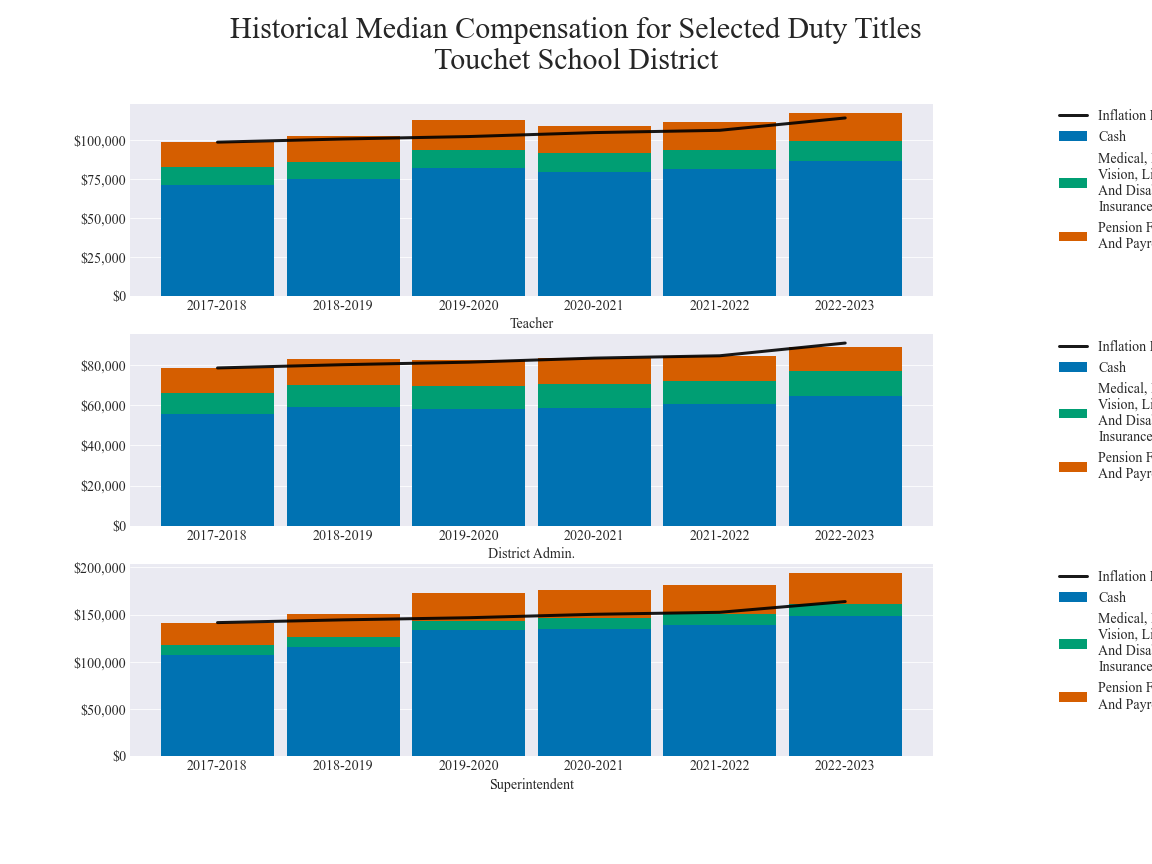 Historical Median Compensation for Selected Duty Titles
Touchet School District
$100,000
$75,000
$50,000
$25,000
$0
2017-2018 2018-2019 2019-2020 2020-2021 2021-2022 2022-2023
Teacher
Inflation
Cash
Medical,
Vision,
And
Insurance
Pension
And
$80,000
$60,000
$40,000
$20,000
$0
2017-2018 2018-2019 2019-2020 2020-2021 2021-2022 2022-2023
District Admin.
Inflation
Cash
Medical,
Vision,
And
Insurance
Pension
And
$200,000
$150,000
$100,000
$50,000
$0
2017-2018 2018-2019 2019-2020 2020-2021 2021-2022 2022-2023
Superintendent
Inflation
Cash
Medical,
Vision,
And
Insurance
Pension
And